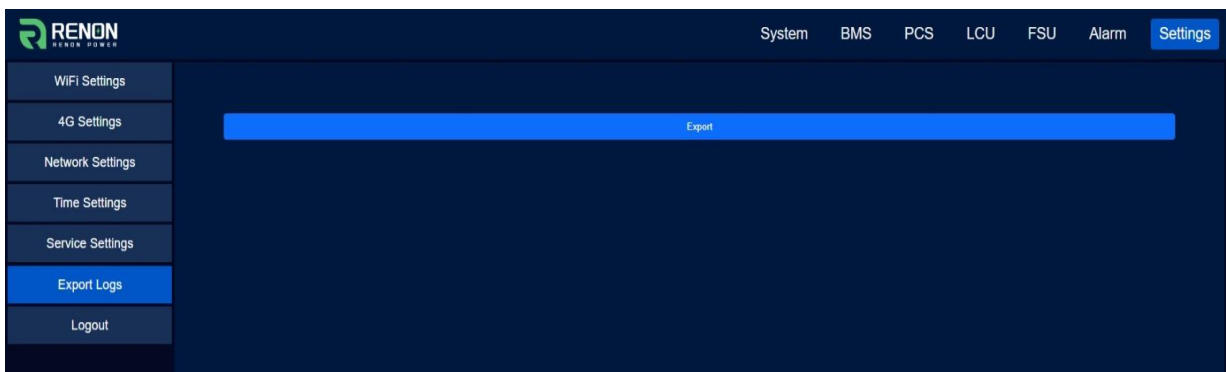 RENON
RENON POWER
System BMS PCS LCU FSU Alarm Settings
WiFi Settings
4G Settings
Export
Network Settings
Time Settings
Service Settings
Export Logs
Logout